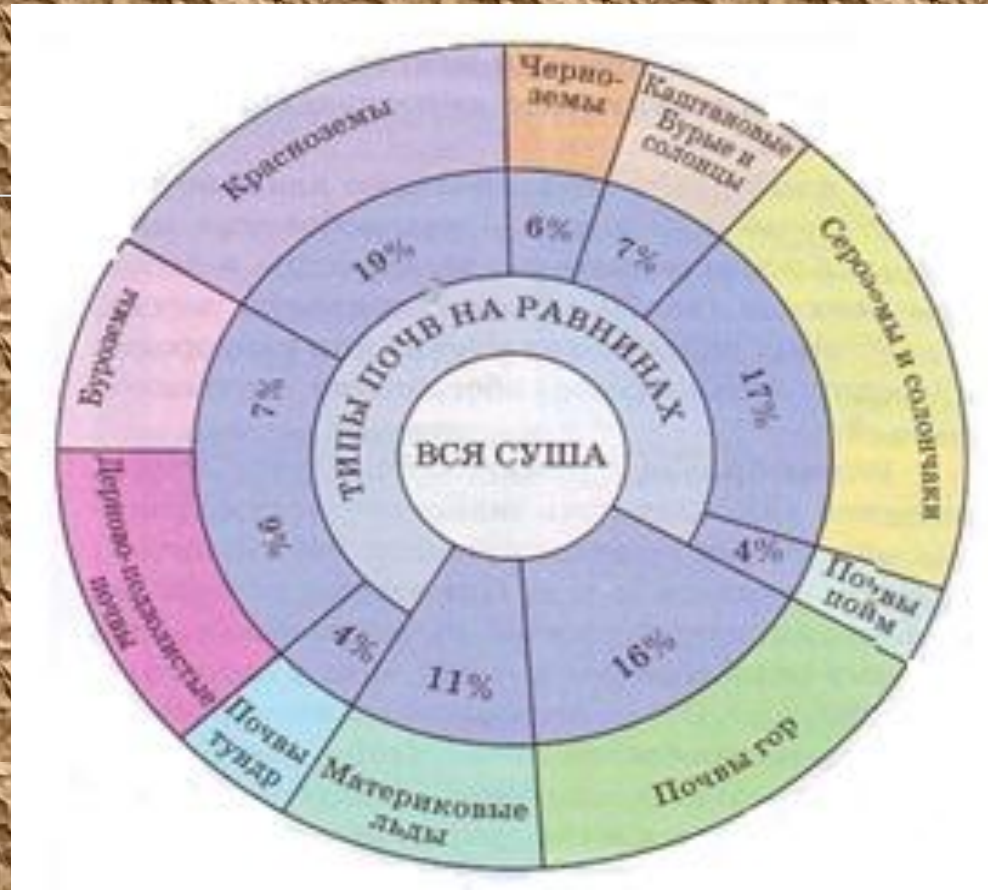 ВСЯ СУША
ТИПЫ ПОЧВ НА РАВНИНАХ
Черно-
земы
6%
Каштановые
Бурые и
солонцы
7%
Сероземы и солончаки
17%
Почвы
пойм
4%
Почвы гор
16%
Материковые
льды
11%
Почвы
тундр
4%
Дерново-подзолистые
почвы
9%
Буроземы
7%
Красноземы
19%